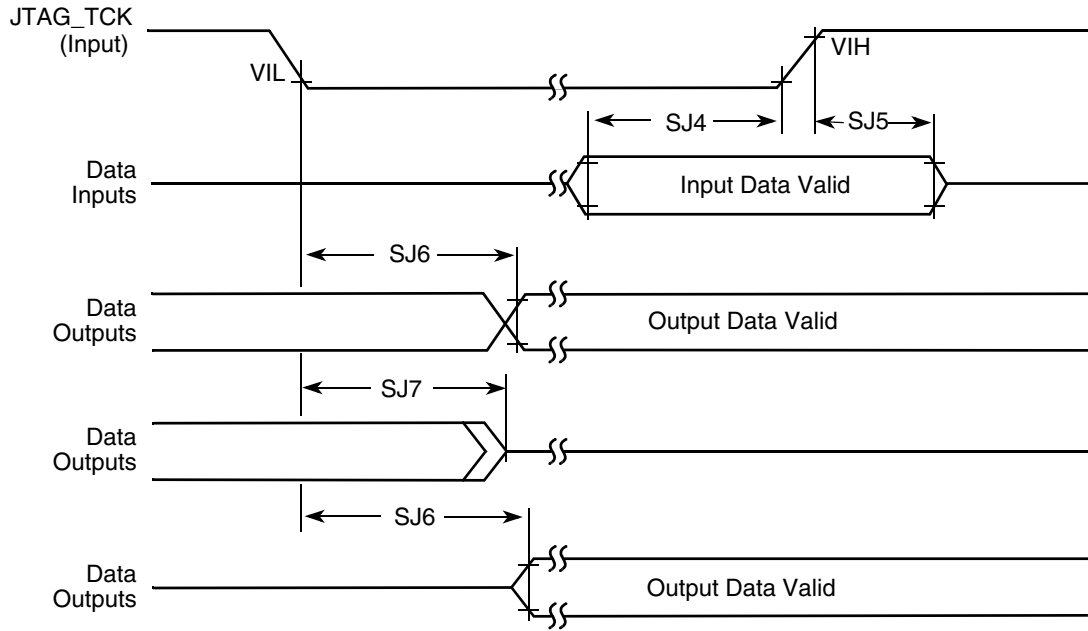 JTAG_TCK
(Input)
VIL
VIH
SJ4
SJ5
Data
Inputs
Input Data Valid
SJ6
Data
Outputs
Output Data Valid
SJ7
Data
Outputs
SJ6
Data
Outputs
Output Data Valid